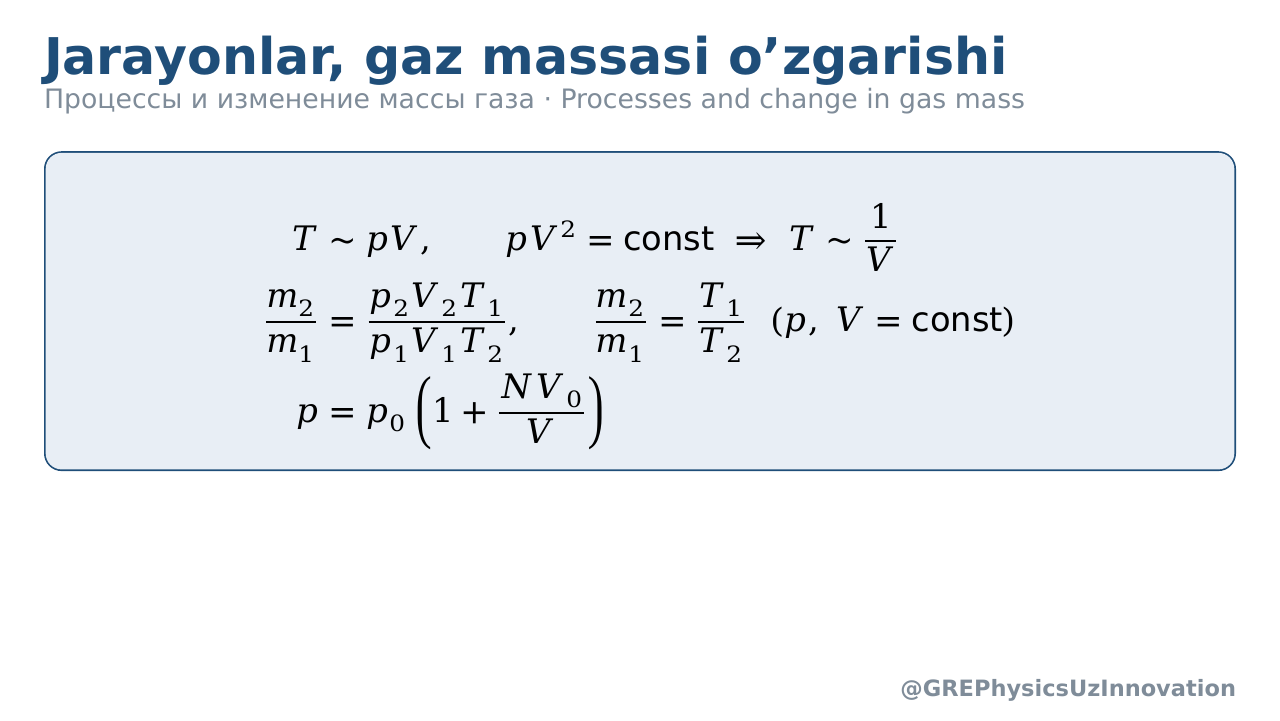 Jarayonlar, gaz massasi o’zgarishi
Процессы и изменение массы газа · Processes and change in gas mass
T ~ pV, pV² = const ⇒ T ~ 1/V
m₂/m₁ = p₂V₂T₁/p₁V₁T₂, m₂/m₁ = T₁/T₂ (p, V = const)
p = p₀ (1 + NV₀/V)
@GREPhysicsUzInnovation